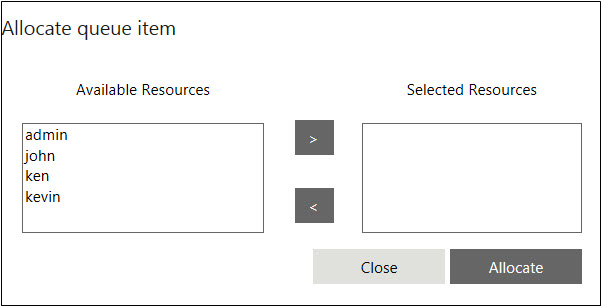 Allocate queue item
Available Resources
Selected Resources
admin
john
ken
kevin
>
<
Close
Allocate